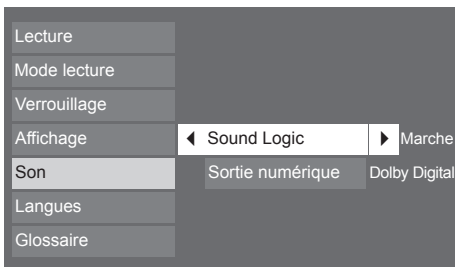 Lecture
Mode lecture
Verrouillage
Affichage
Sound Logic
Marche
Son
Sortie numérique
Dolby Digital
Langues
Glossaire